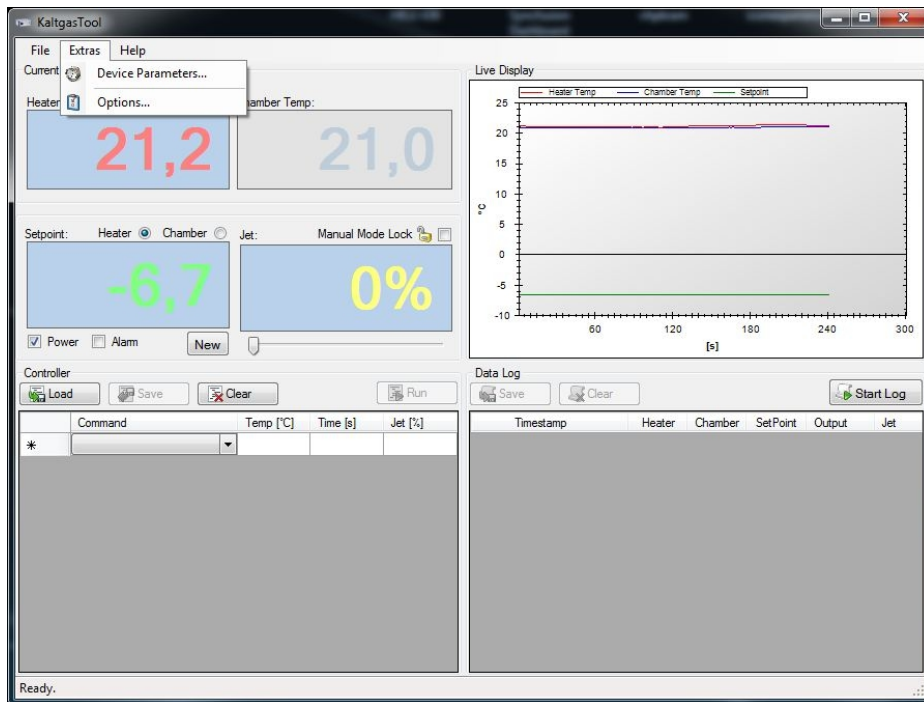 KaltgasTool
File Extras Help
Device Parameters...
Options...
Current
Heater
hamber Temp:
21,2
21,0
Setpoint: Heater Chamber
-6,7
Power Alarm New
Jet: Manual Mode Lock
0%
Live Display
Heater Temp Chamber Temp Setpoint
25
20
15
10
5
0
-5
-10
°C
60 120 180 240 300
[s]
Controller
Load Save Clear Run
Command Temp [°C] Time [s] Jet [%]
*
Data Log
Save Clear Start Log
Timestamp Heater Chamber SetPoint Output Jet
Ready.